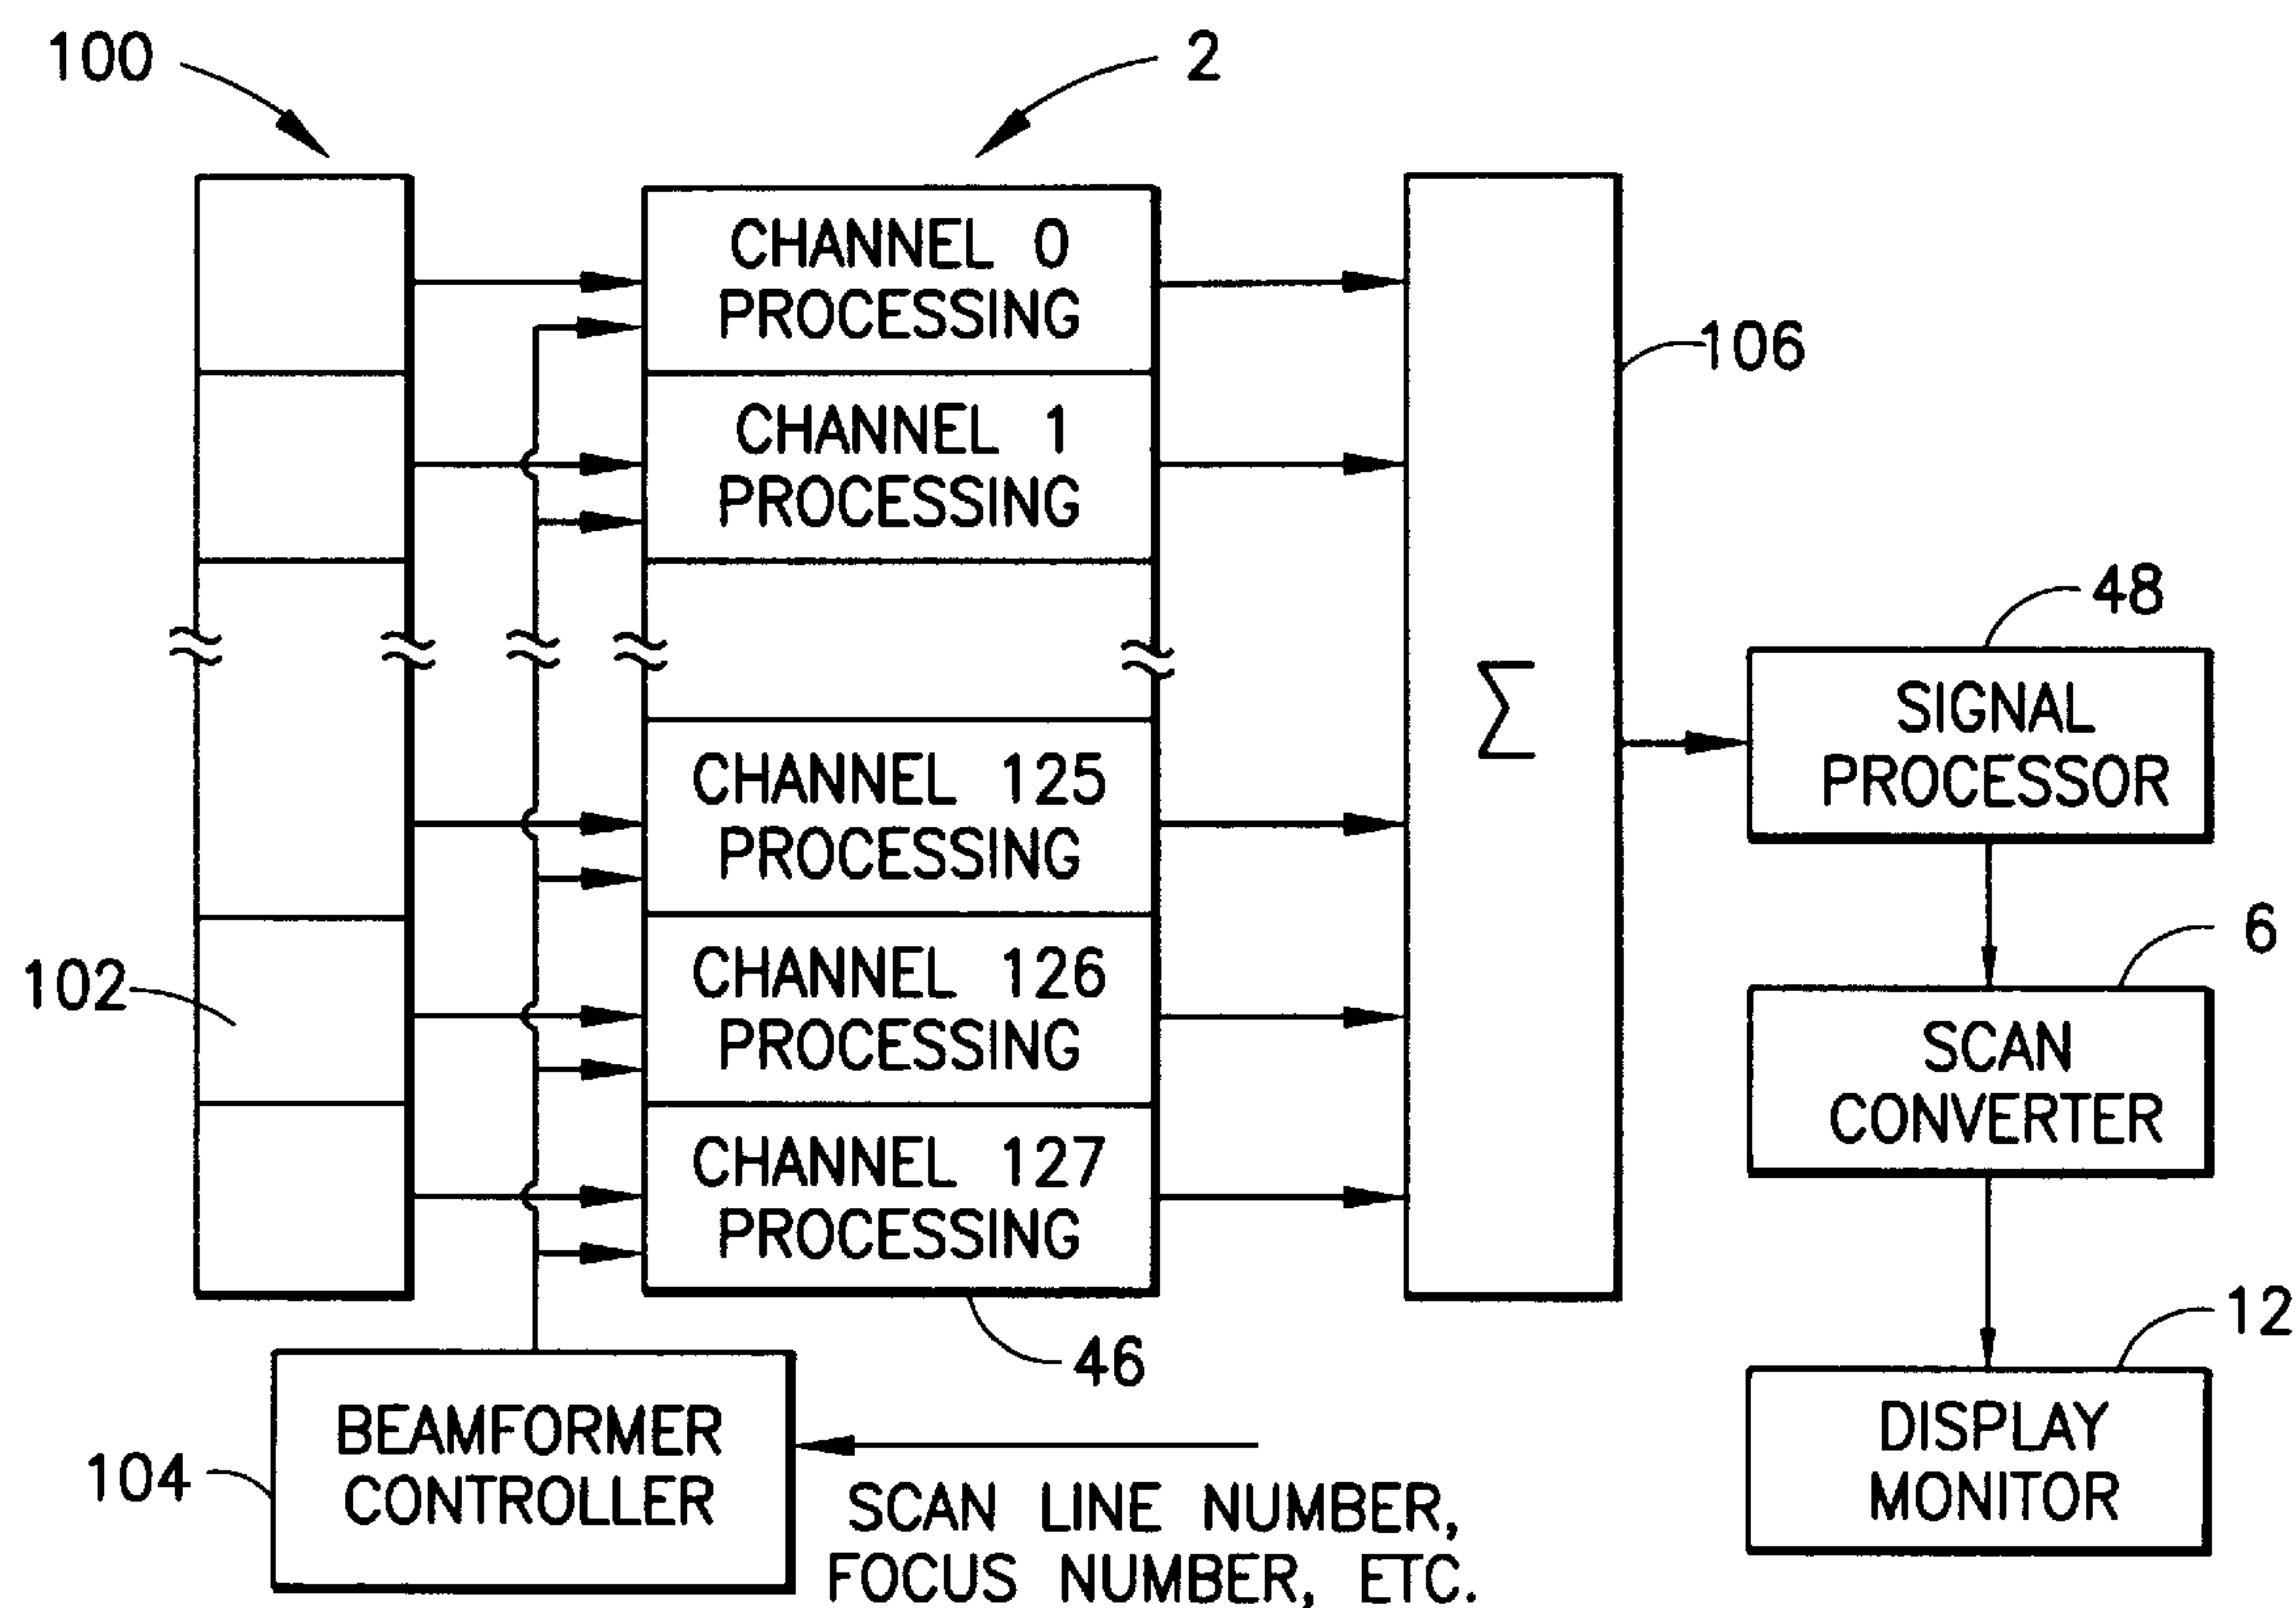 100
2
CHANNEL 0
PROCESSING
106
CHANNEL 1
PROCESSING
48
Σ
SIGNAL
PROCESSOR
CHANNEL 125
PROCESSING
6
102
CHANNEL 126
PROCESSING
SCAN
CONVERTER
CHANNEL 127
PROCESSING
12
46
BEAMFORMER
CONTROLLER
104
DISPLAY
MONITOR
SCAN LINE NUMBER,
FOCUS NUMBER, ETC.